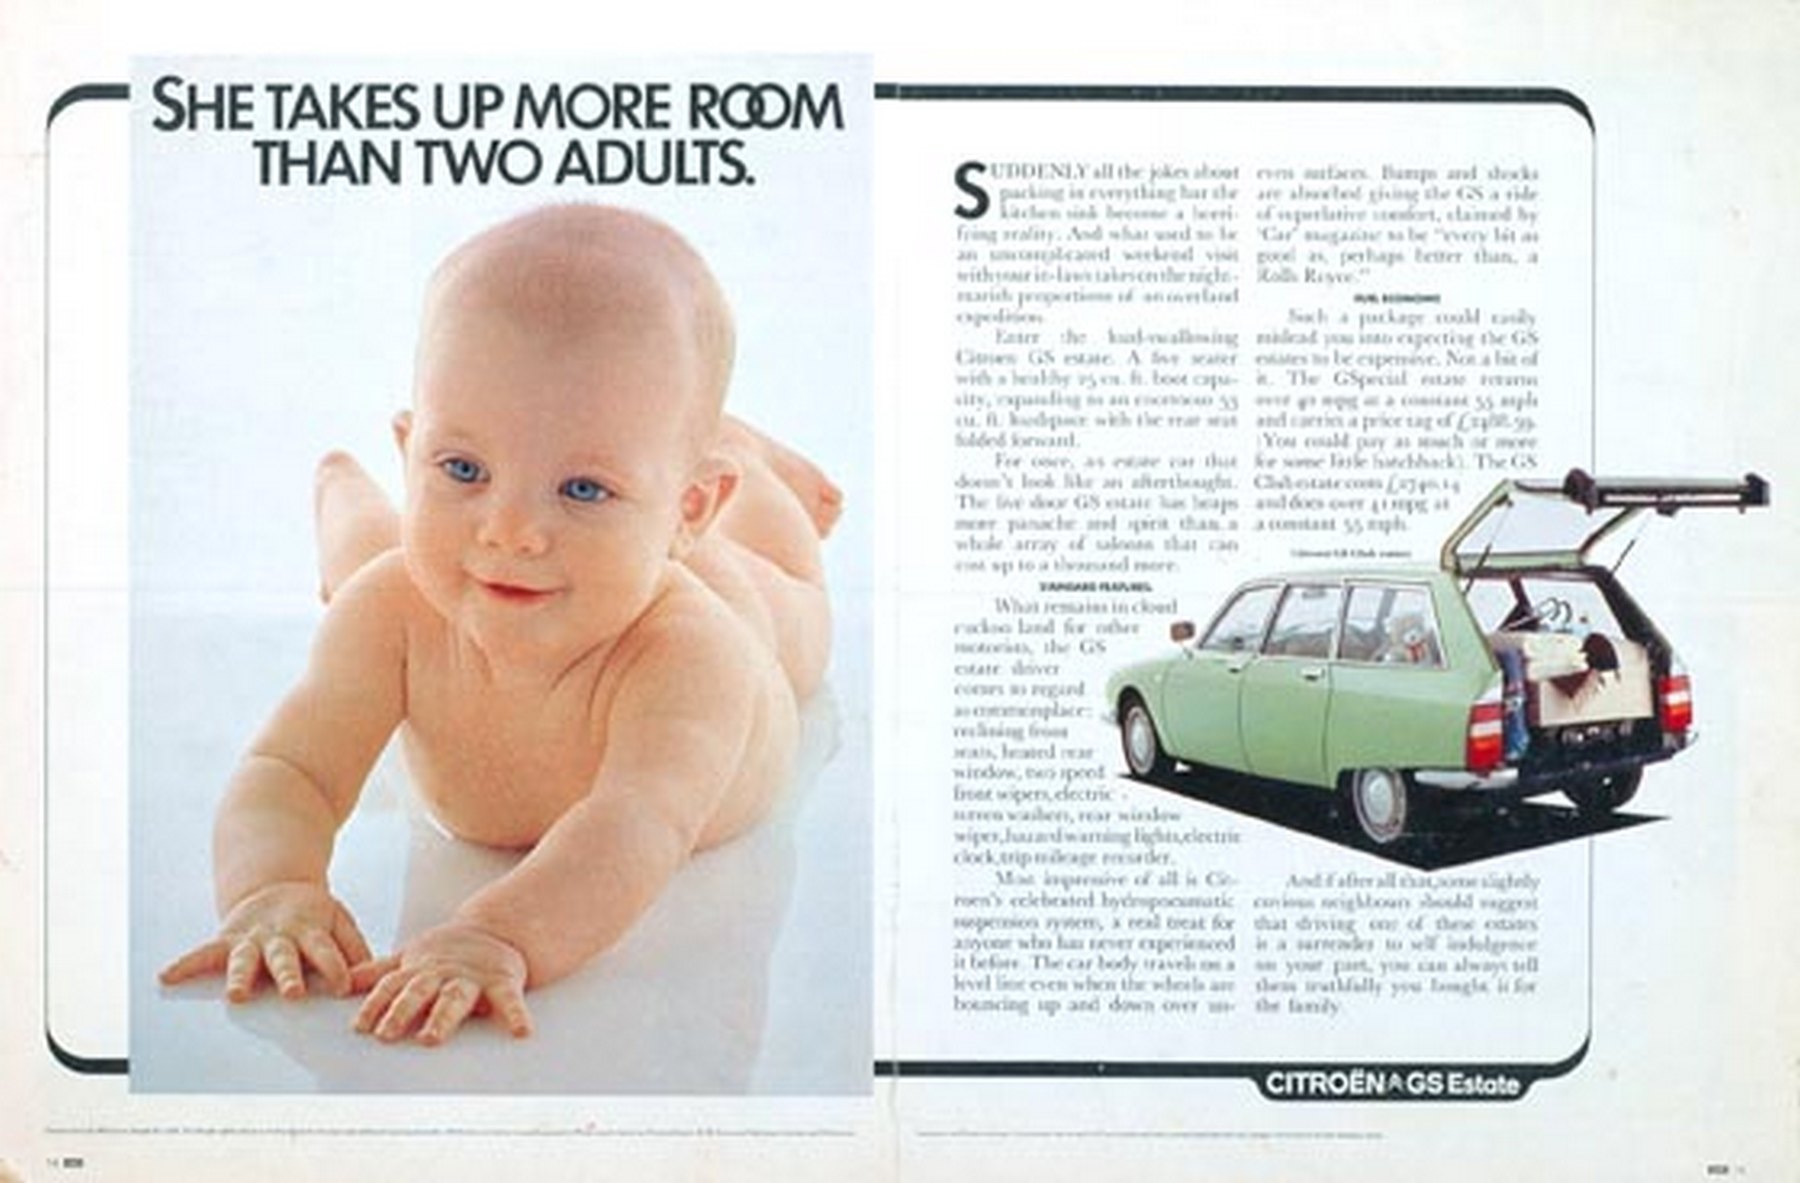 SHE TAKES UP MORE ROOM
THAN TWO ADULTS.
SUDDENLY all the jokes about
packing in everything but the
kitchen sink become a horri-
fying reality. And what used to be
an uncomplicated weekend visit
with your in-laws takes on the night-
marish proportions of an overland
expedition.
Enter the load-swallowing
Citroen GS estate. A five seater
with a healthy 25 cu. ft. boot capa-
city, expanding to an enormous 53
cu. ft. loadspace with the rear seat
folded forward.
For once, an estate car that
doesn't look like an afterthought.
The five door GS estate has heaps
more panache and spirit than a
whole array of saloons that can
cost up to a thousand more.
STANDARD FEATURES.
What remains in cloud
cuckoo land for other
motorists, the GS
estate driver
comes to regard
as commonplace:
reclining front
seats, heated rear
window, two speed
front wipers, electric
screen washers, rear window
wiper, hazard warning lights, electric
clock, trip mileage recorder.
Most impressive of all is Cit-
roen's celebrated hydropneumatic
suspension system, a real treat for
anyone who has never experienced
it before. The car body travels on a
level line even when the wheels are
bouncing up and down over un-
even surfaces. Bumps and shocks
are absorbed giving the GS a ride
of superlative comfort, claimed by
'Car' magazine to be "every bit as
good as, perhaps better than, a
Rolls Royce."
FUEL ECONOMY
Such a package could easily
mislead you into expecting the GS
estates to be expensive. Not a bit of
it. The GSpecial estate returns
over 40 mpg at a constant 55 mph
and carries a price tag of £2488.59.
(You could pay as much or more
for some little hatchback). The GS
Club estate costs £2740.14
and does over 41 mpg at
a constant 55 mph.
And if after all that, some slightly
envious neighbours should suggest
that driving one of these estates
is a surrender to self indulgence
on your part, you can always tell
them truthfully you bought it for
the family.
CITROËN GS Estate